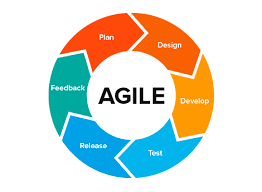 Plan
Design
Feedback
AGILE
Develop
Release
Test